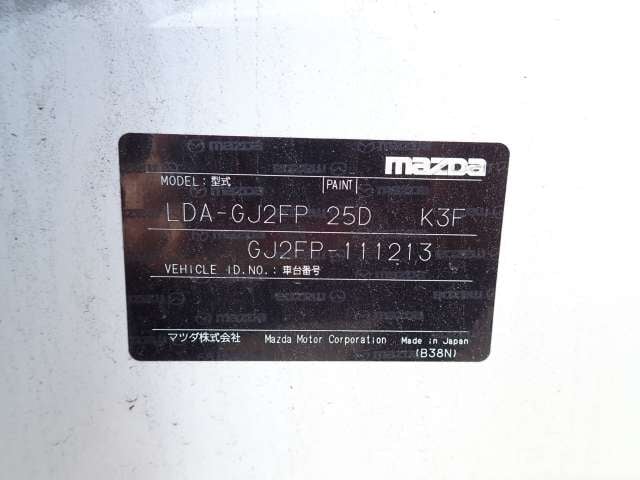 mazda
MODEL: 型式 PAINT
LDA-GJ2FP 25D K3F
GJ2FP-111213
VEHICLE ID.NO.: 車台番号
マツダ株式会社 Mazda Motor Corporation Made in Japan
(B38N)